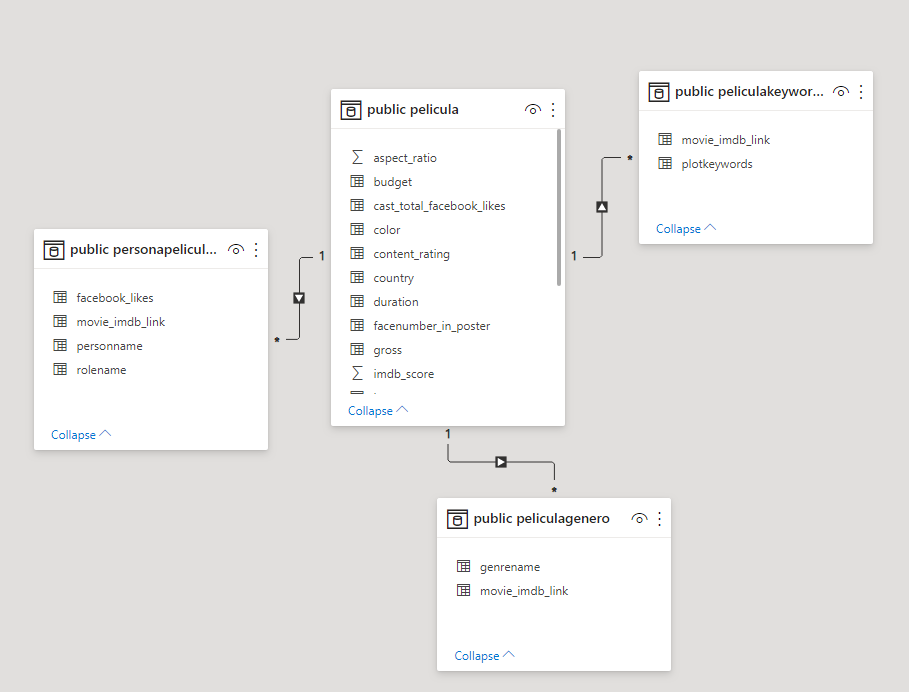 public pelicula
aspect_ratio
budget
cast_total_facebook_likes
color
content_rating
country
duration
facenumber_in_poster
gross
imdb_score
Collapse
public peliculakeywor...
movie_imdb_link
plotkeywords
Collapse
public personapelicul...
facebook_likes
movie_imdb_link
personname
rolename
Collapse
1
*
1
*
1
*
public peliculagenero
genrename
movie_imdb_link
Collapse